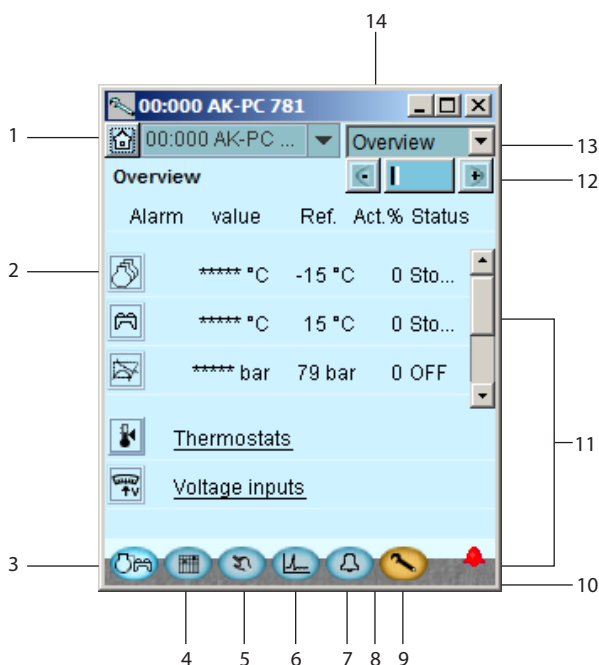 14
00:000 AK-PC 781
1
00:000 AK-PC ...
Overview
13
Overview
12
Alarm value Ref. Act.% Status
2
***** °C -15 °C 0 Sto...
***** °C 15 °C 0 Sto...
***** bar 79 bar 0 OFF
11
Thermostats
Voltage inputs
3
10
4 5 6 7 8 9